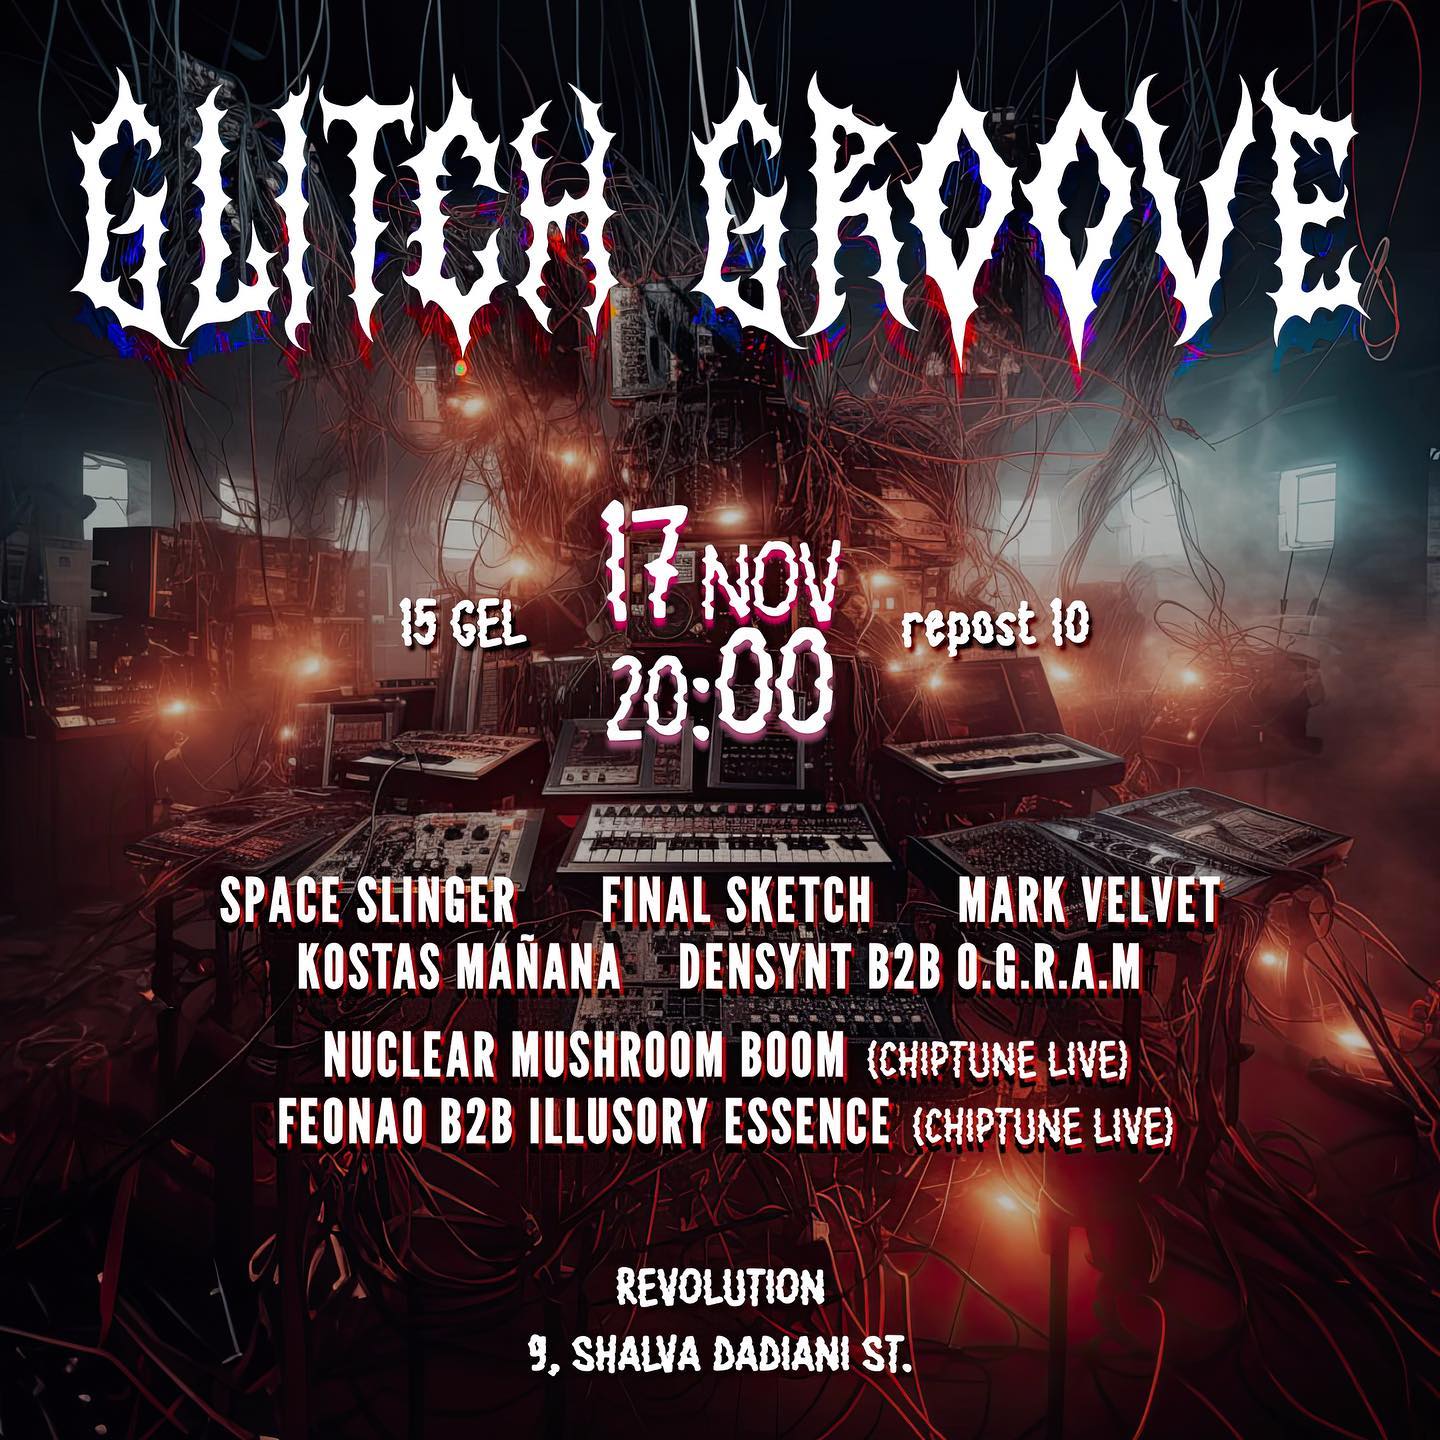 GLITCH GROOVE
17 NOV
15 GEL
20:00
repost 10
SPACE SLINGER FINAL SKETCH MARK VELVET
KOSTAS MAÑANA DENSYNT B2B O.G.R.A.M
NUCLEAR MUSHROOM BOOM (CHIPTUNE LIVE)
FEONAO B2B ILLUSORY ESSENCE (CHIPTUNE LIVE)
REVOLUTION
9, SHALVA DADIANI ST.